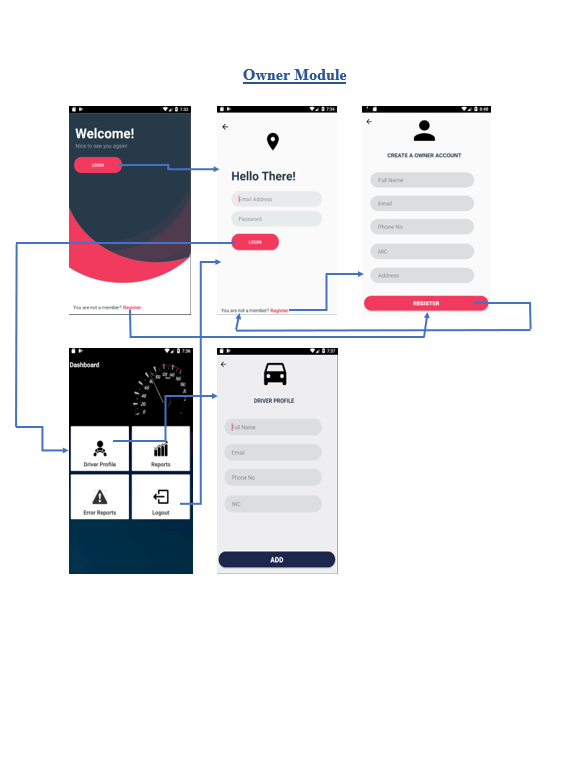 Owner Module
7:33
Welcome!
Nice to see you again!
LOGIN
You are not a member? Register.
7:34
Hello There!
Email Address
Password
LOGIN
You are not a member? Register.
8:48
CREATE A OWNER ACCOUNT
Full Name
Email
Phone No
NIC
Address
REGISTER
7:36
Dashboard
Driver Profile
Reports
Error Reports
Logout
7:37
DRIVER PROFILE
Full Name
Email
Phone No
NIC
ADD